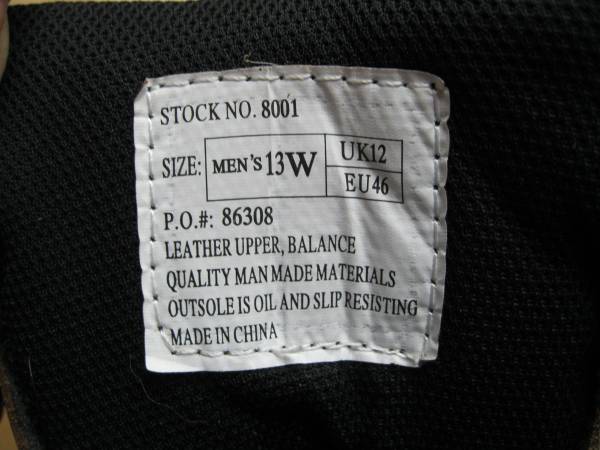 STOCK NO. 8001
SIZE: MEN'S 13W UK12
EU46
P.O.#: 86308
LEATHER UPPER, BALANCE
QUALITY MAN MADE MATERIALS
OUTSOLE IS OIL AND SLIP RESISTING
MADE IN CHINA